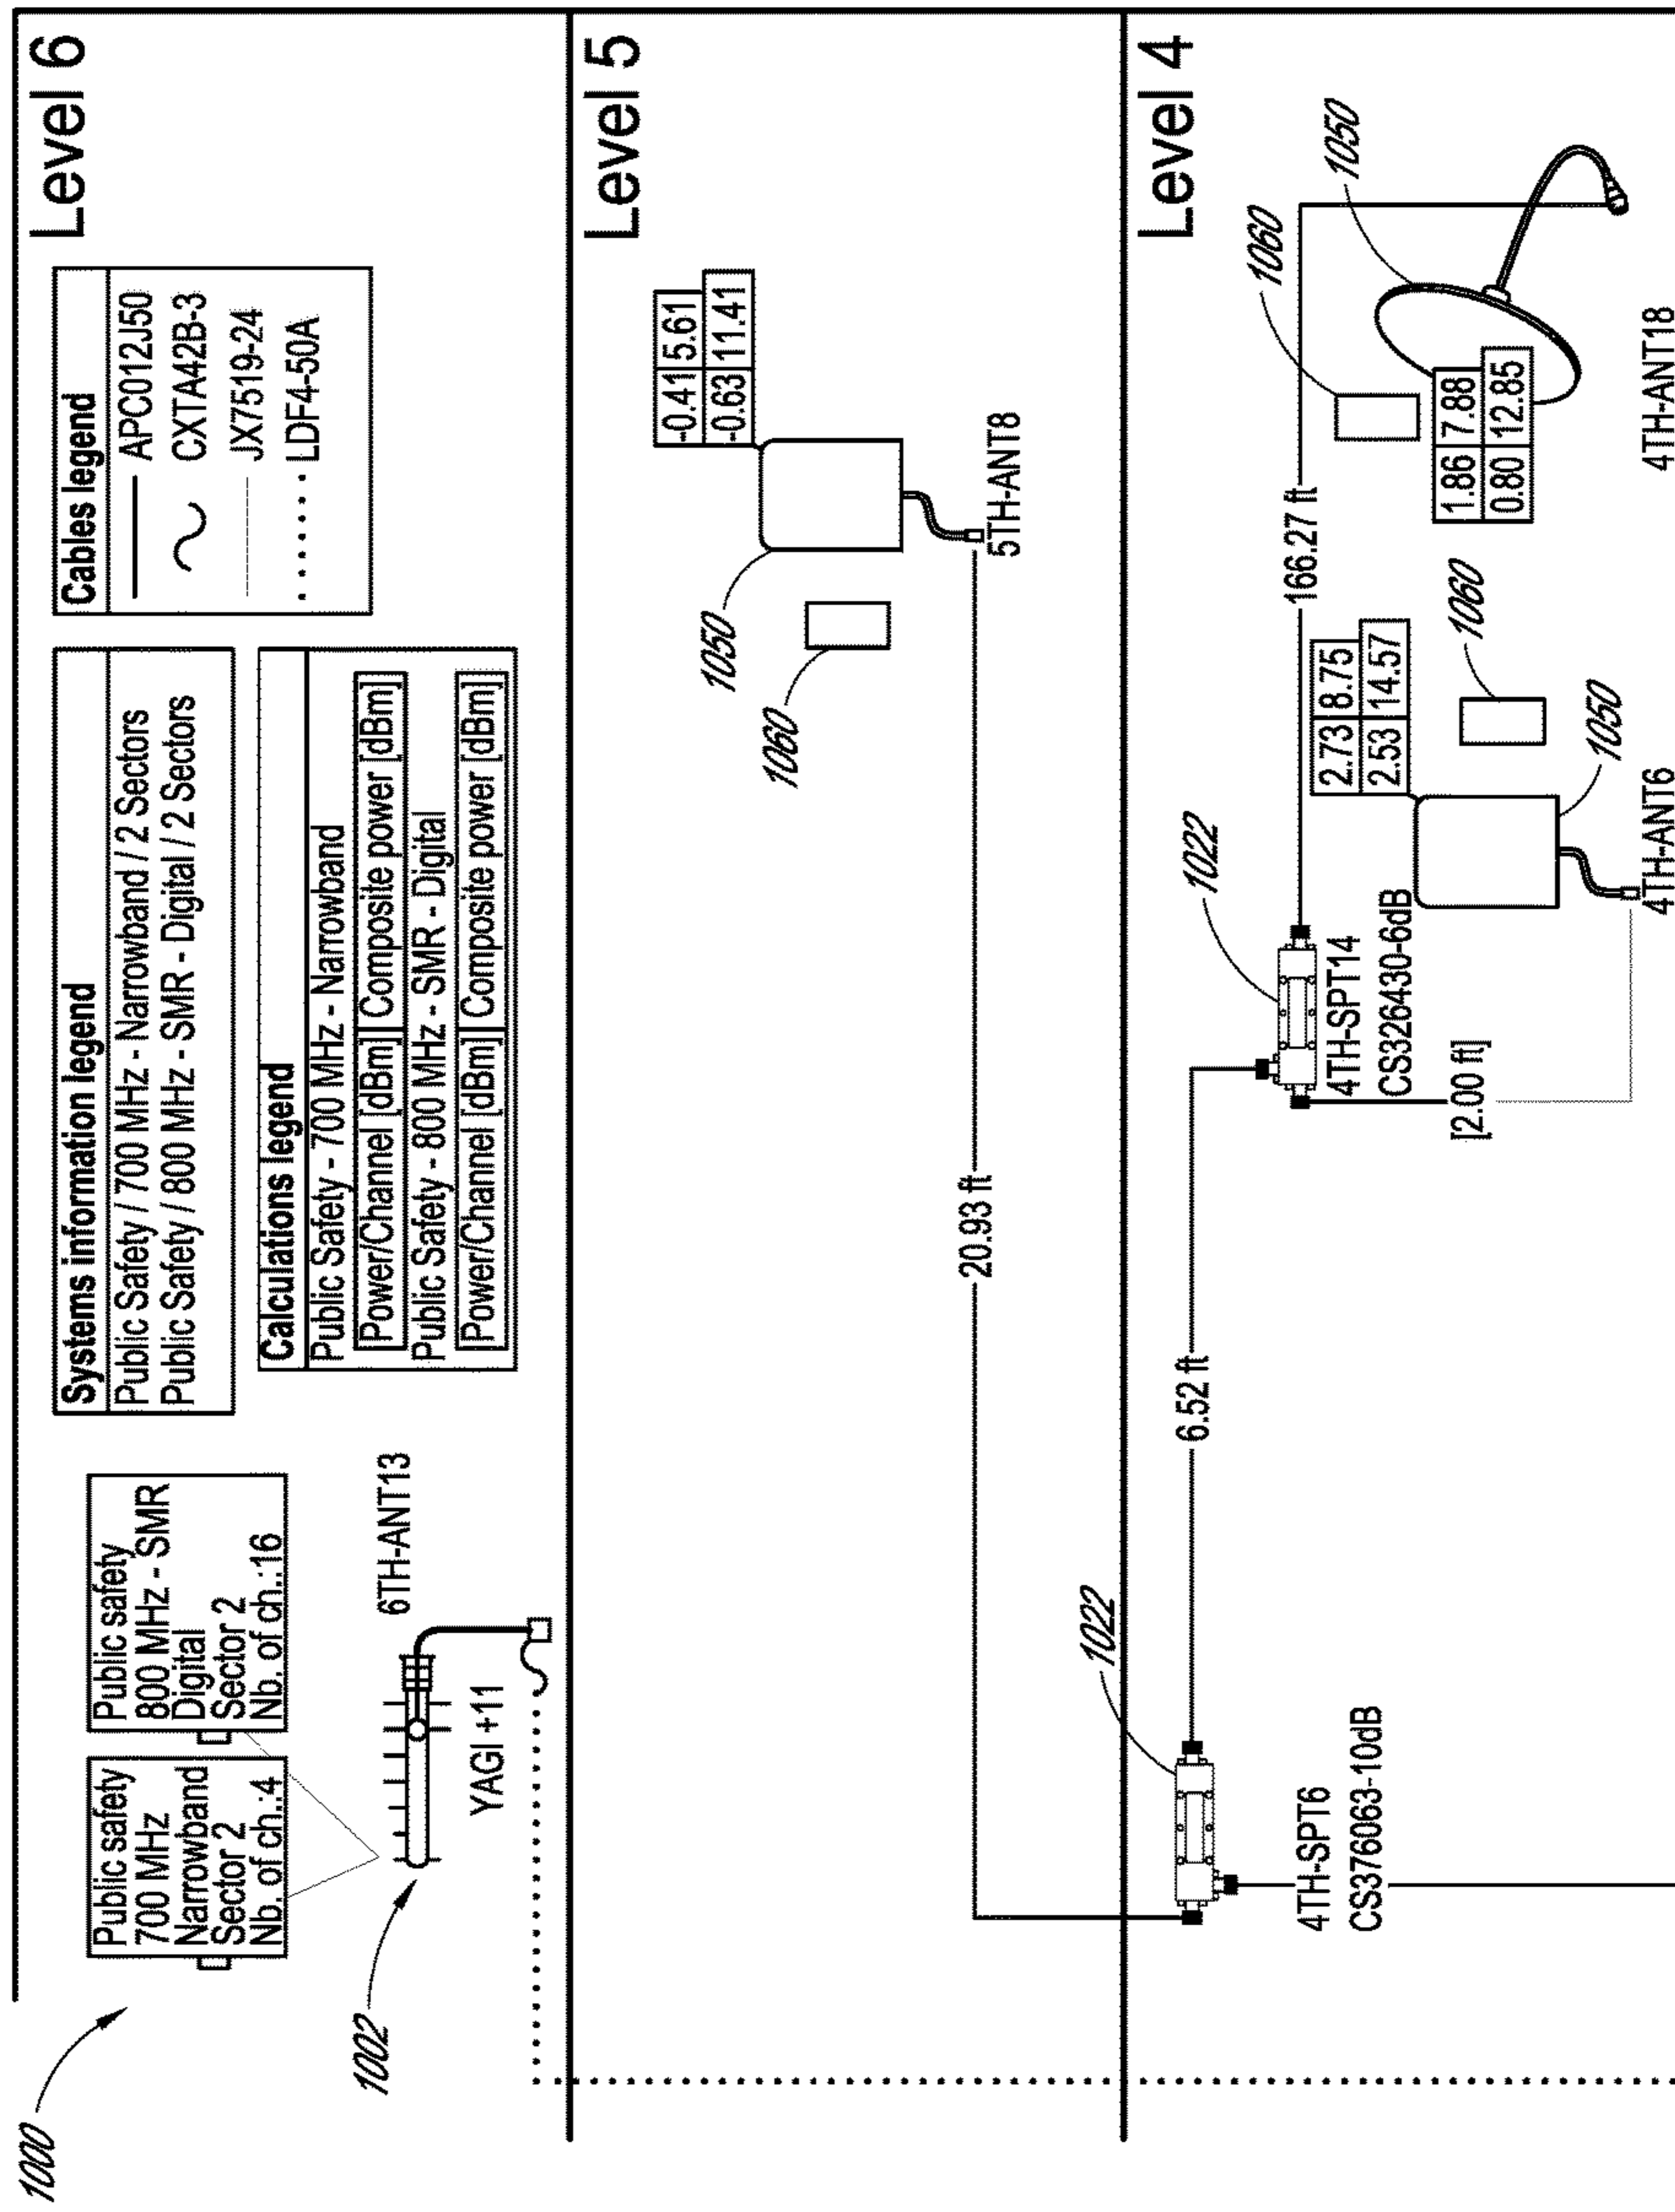 1000
Level 6
Public safety
700 MHz
Narrowband
Sector 2
Nb. of ch.:4
Public safety
800 MHz - SMR
Digital
Sector 2
Nb. of ch.:16
Systems information legend
Public Safety / 700 MHz - Narrowband / 2 Sectors
Public Safety / 800 MHz - SMR - Digital / 2 Sectors
Calculations legend
Public Safety - 700 MHz - Narrowband
Power/Channel [dBm] Composite power [dBm]
Public Safety - 800 MHz - SMR - Digital
Power/Channel [dBm] Composite power [dBm]
Cables legend
APC012J50
CXTA42B-3
JX7519-24
LDF4-50A
1002
6TH-ANT13
YAGI +11
Level 5
-0.41 5.61
-0.63 11.41
1050
1060
5TH-ANT8
20.93 ft
Level 4
1022
6.52 ft
4TH-SPT6
CS376063-10dB
1022
4TH-SPT14
CS326430-6dB
[2.00 ft]
166.27 ft
2.73 8.75
2.53 14.57
1060
1050
4TH-ANT6
1060
1050
1.86 7.88
0.80 12.85
4TH-ANT18